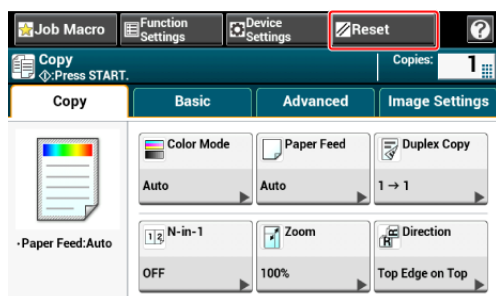 Job Macro
Function
Settings
Device
Settings
Reset
?
Copy
:Press START.
Copies:
1
Copy
Basic
Advanced
Image Settings
Color Mode
Auto
Paper Feed
Auto
Duplex Copy
1 → 1
·Paper Feed:Auto
1 2 N-in-1
OFF
Zoom
100%
R Direction
Top Edge on Top